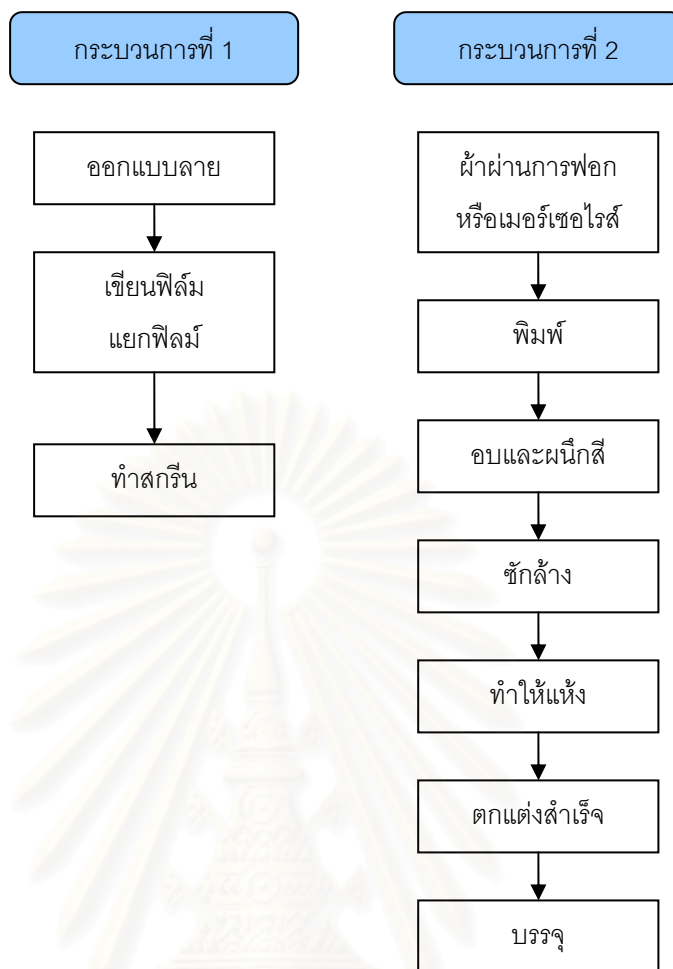 กระบวนการที่ 1
ออกแบบลาย
เขียนฟิล์ม
แยกฟิลม์
ทำสกรีน
กระบวนการที่ 2
ผ้าผ่านการฟอก
หรือเมอร์เซอไรส์
พิมพ์
อบและผนึกสี
ซักล้าง
ทำให้แห้ง
ตกแต่งสำเร็จ
บรรจุ